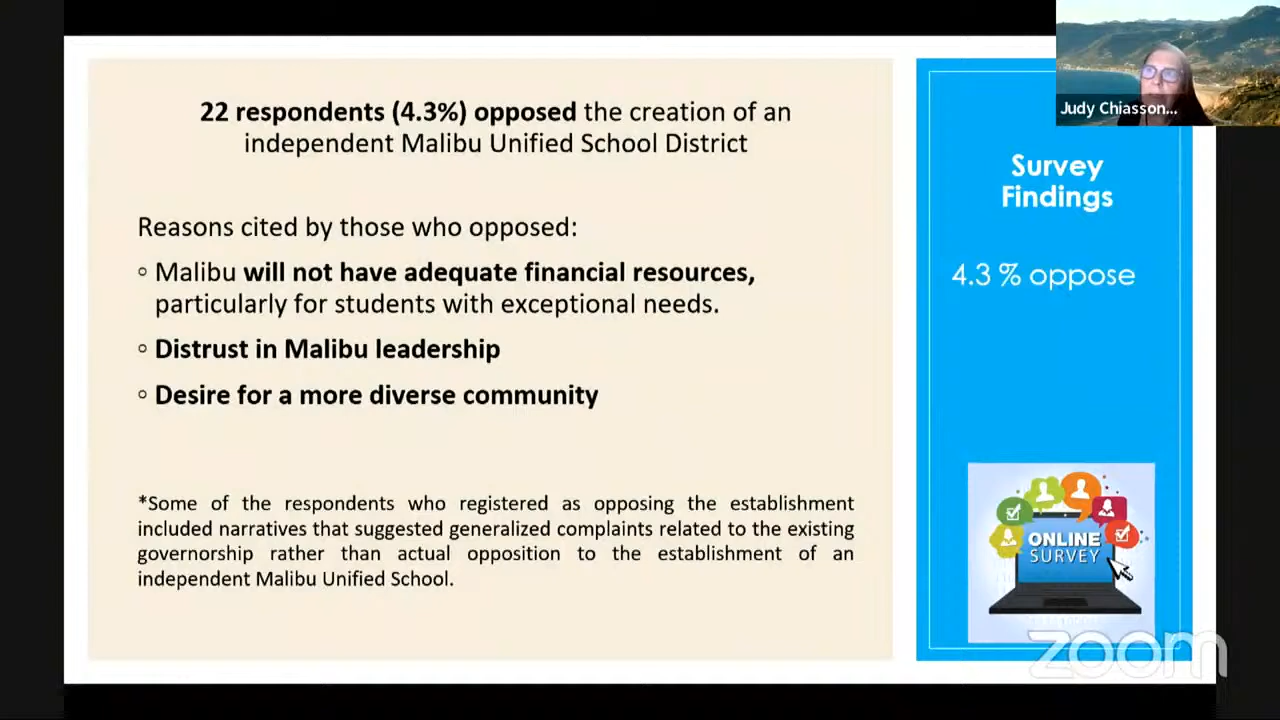 22 respondents (4.3%) opposed the creation of an
independent Malibu Unified School District
Reasons cited by those who opposed:
Malibu will not have adequate financial resources,
particularly for students with exceptional needs.
Distrust in Malibu leadership
Desire for a more diverse community
*Some of the respondents who registered as opposing the establishment
included narratives that suggested generalized complaints related to the existing
governorship rather than actual opposition to the establishment of an
independent Malibu Unified School.
Judy Chiasson...
Survey
Findings
4.3 % oppose
ONLINE
SURVEY
zoom